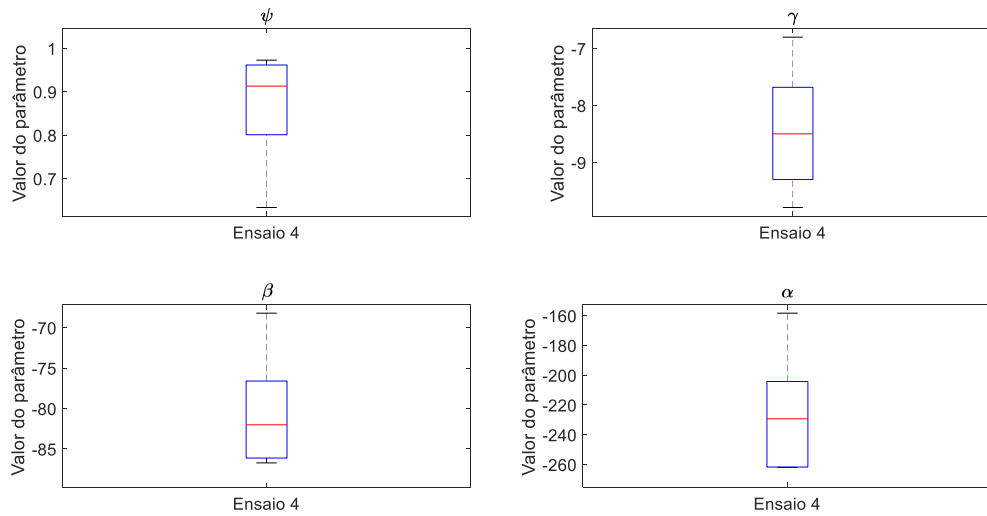 ψ
Valor do parâmetro
1
0.9
0.8
0.7
Ensaio 4
γ
Valor do parâmetro
-7
-8
-9
Ensaio 4
β
Valor do parâmetro
-70
-75
-80
-85
Ensaio 4
α
Valor do parâmetro
-160
-180
-200
-220
-240
-260
Ensaio 4